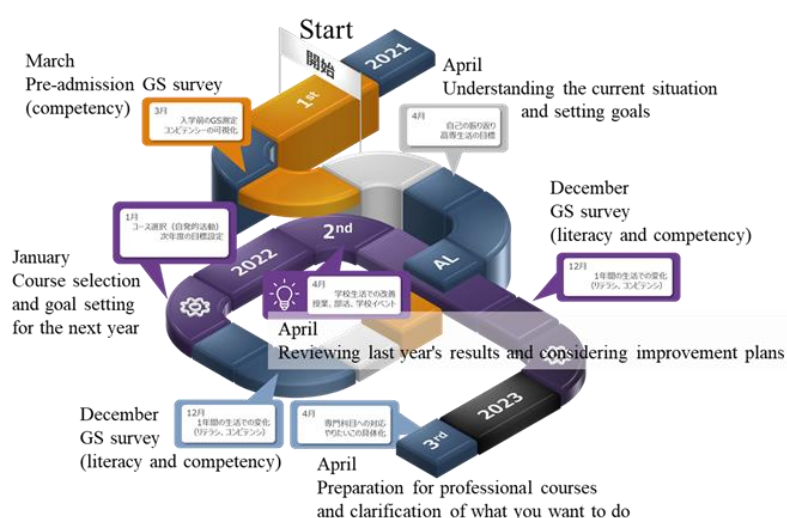 Start
開始
2021
1st
March
Pre-admission GS survey
(competency)
3月
入学前のGS測定
コンピテンシーの可視化
April
Understanding the current situation
and setting goals
4月
自己の振り返り
高専生活の目標
December
GS survey
(literacy and competency)
12月
1年間の生活での変化
(リテラシ、コンピテンシ)
AL
January
Course selection
and goal setting
for the next year
1月
コース選択（自発的活動）
次年度の目標設定
2022
2nd
4月
学校生活での改善
授業、部活、学校イベント
April
Reviewing last year's results and considering improvement plans
December
GS survey
(literacy and competency)
12月
1年間の生活での変化
(リテラシ、コンピテンシ)
4月
専門科目への対応
やりたいこの具体化
2023
3rd
April
Preparation for professional courses
and clarification of what you want to do